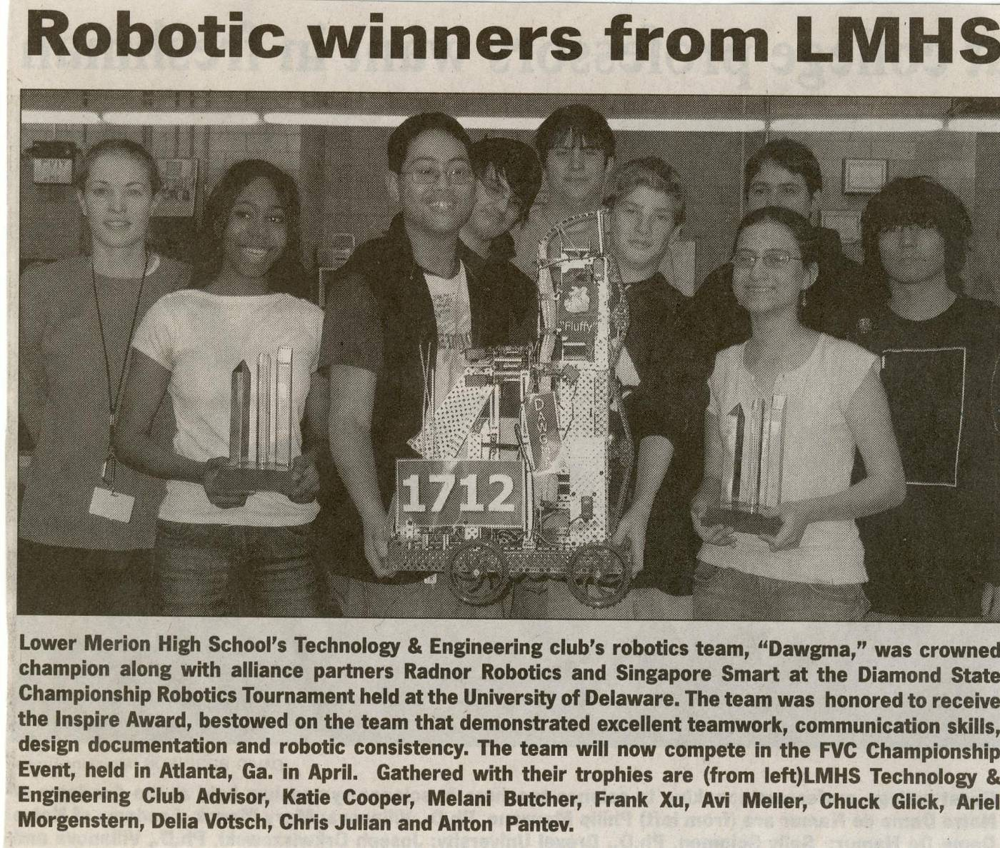 Robotic winners from LMHS
"Fluffy"
DAWG
1712
Lower Merion High School's Technology & Engineering club's robotics team, “Dawgma,” was crowned
champion along with alliance partners Radnor Robotics and Singapore Smart at the Diamond State
Championship Robotics Tournament held at the University of Delaware. The team was honored to receive
the Inspire Award, bestowed on the team that demonstrated excellent teamwork, communication skills,
design documentation and robotic consistency. The team will now compete in the FVC Championship
Event, held in Atlanta, Ga. in April. Gathered with their trophies are (from left)LMHS Technology &
Engineering Club Advisor, Katie Cooper, Melani Butcher, Frank Xu, Avi Meller, Chuck Glick, Ariel
Morgenstern, Delia Votsch, Chris Julian and Anton Pantev.